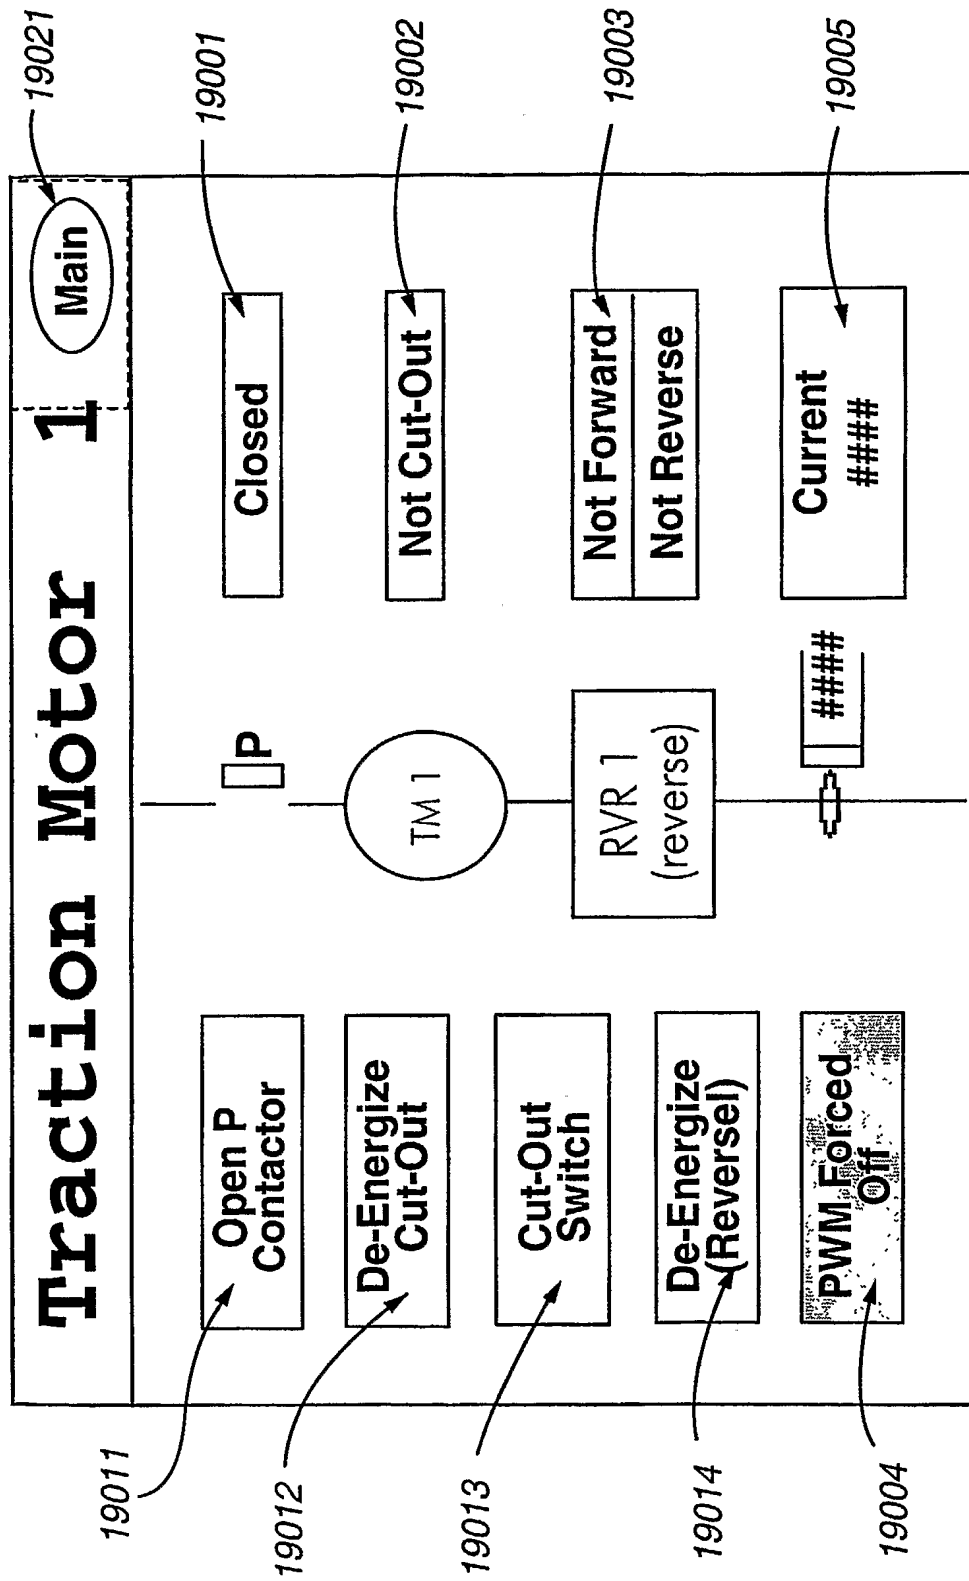 Traction Motor 1
Main
19021
19011
Open P
Contactor
P
Closed
19001
19012
De-Energize
Cut-Out
TM 1
Not Cut-Out
19002
19013
Cut-Out
Switch
RVR 1
(reverse)
Not Forward
Not Reverse
19003
19014
De-Energize
(Reversel)
19004
PWM Forced
Off
####
Current
####
19005